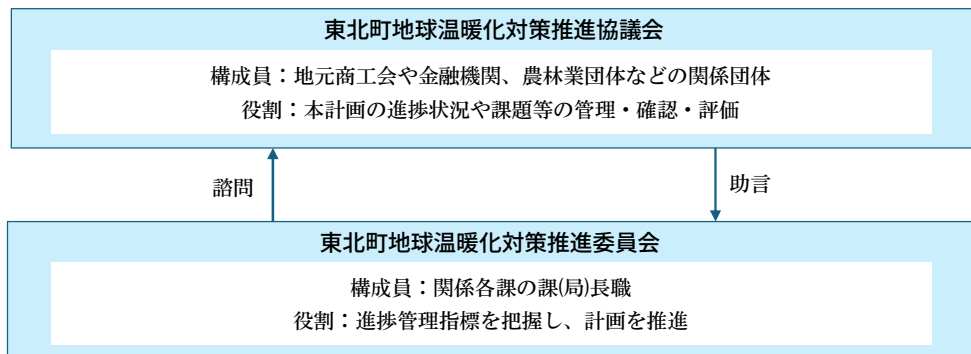 東北町地球温暖化対策推進協議会
構成員：地元商工会や金融機関、農林業団体などの関係団体
役割：本計画の進捗状況や課題等の管理・確認・評価
諮問
助言
東北町地球温暖化対策推進委員会
構成員：関係各課の課(局)長職
役割：進捗管理指標を把握し、計画を推進